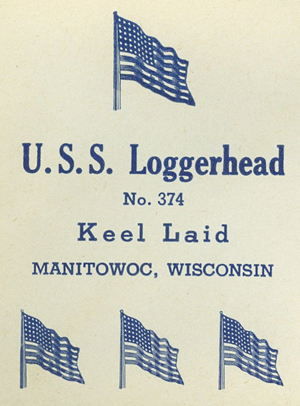 U.S.S. Loggerhead
No. 374
Keel Laid
MANITOWOC, WISCONSIN